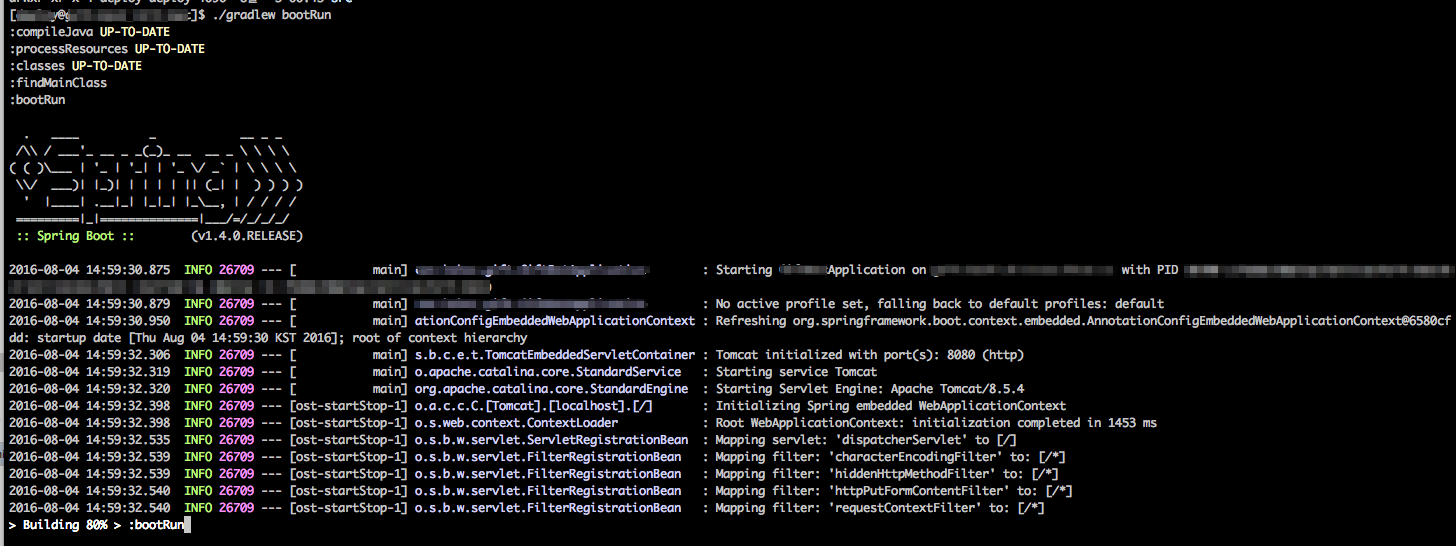 ]$ ./gradlew bootRun
:compileJava UP-TO-DATE
:processResources UP-TO-DATE
:classes UP-TO-DATE
:findMainClass
:bootRun
  .   ____          _            __ _ _
 /\\ / ___'_ __ _ _(_)_ __  __ _ \ \ \ \
( ( )\___ | '_ | '_| | '_ \/ _` | \ \ \ \
 \\/  ___)| |_)| | | | | || (_| |  ) ) ) )
  '  |____| .__|_| |_|_| |_\__, | / / / /
 =========|_|==============|___/=/_/_/_/
 :: Spring Boot ::        (v1.4.0.RELEASE)
2016-08-04 14:59:30.875  INFO 26709 --- [           main] : Starting Application on with PID
)
2016-08-04 14:59:30.879  INFO 26709 --- [           main] : No active profile set, falling back to default profiles: default
2016-08-04 14:59:30.950  INFO 26709 --- [           main] ationConfigEmbeddedWebApplicationContext : Refreshing org.springframework.boot.context.embedded.AnnotationConfigEmbeddedWebApplicationContext@6580cf
dd: startup date [Thu Aug 04 14:59:30 KST 2016]; root of context hierarchy
2016-08-04 14:59:32.306  INFO 26709 --- [           main] s.b.c.e.t.TomcatEmbeddedServletContainer : Tomcat initialized with port(s): 8080 (http)
2016-08-04 14:59:32.319  INFO 26709 --- [           main] o.apache.catalina.core.StandardService   : Starting service Tomcat
2016-08-04 14:59:32.320  INFO 26709 --- [           main] org.apache.catalina.core.StandardEngine  : Starting Servlet Engine: Apache Tomcat/8.5.4
2016-08-04 14:59:32.398  INFO 26709 --- [ost-startStop-1] o.a.c.c.C.[Tomcat].[localhost].[/]       : Initializing Spring embedded WebApplicationContext
2016-08-04 14:59:32.398  INFO 26709 --- [ost-startStop-1] o.s.web.context.ContextLoader            : Root WebApplicationContext: initialization completed in 1453 ms
2016-08-04 14:59:32.535  INFO 26709 --- [ost-startStop-1] o.s.b.w.servlet.ServletRegistrationBean  : Mapping servlet: 'dispatcherServlet' to [/]
2016-08-04 14:59:32.539  INFO 26709 --- [ost-startStop-1] o.s.b.w.servlet.FilterRegistrationBean   : Mapping filter: 'characterEncodingFilter' to: [/*]
2016-08-04 14:59:32.539  INFO 26709 --- [ost-startStop-1] o.s.b.w.servlet.FilterRegistrationBean   : Mapping filter: 'hiddenHttpMethodFilter' to: [/*]
2016-08-04 14:59:32.540  INFO 26709 --- [ost-startStop-1] o.s.b.w.servlet.FilterRegistrationBean   : Mapping filter: 'httpPutFormContentFilter' to: [/*]
2016-08-04 14:59:32.540  INFO 26709 --- [ost-startStop-1] o.s.b.w.servlet.FilterRegistrationBean   : Mapping filter: 'requestContextFilter' to: [/*]
> Building 80% > :bootRun